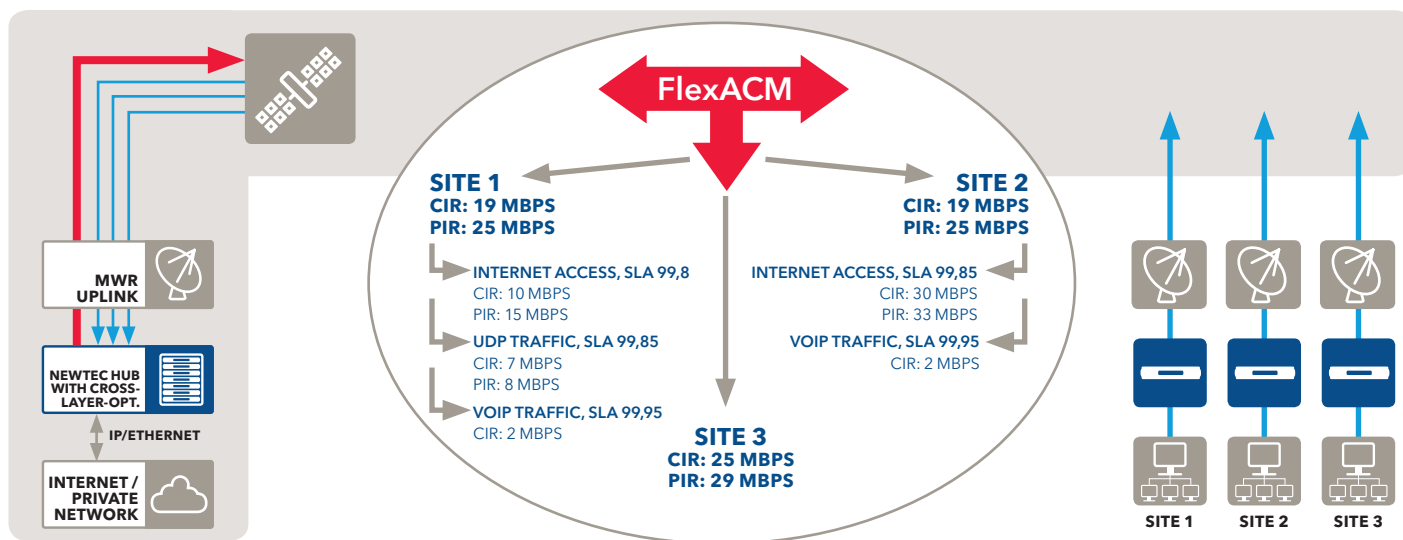 FlexACM
SITE 1
CIR: 19 MBPS
PIR: 25 MBPS
INTERNET ACCESS, SLA 99,8
CIR: 10 MBPS
PIR: 15 MBPS
UDP TRAFFIC, SLA 99,85
CIR: 7 MBPS
PIR: 8 MBPS
VOIP TRAFFIC, SLA 99,95
CIR: 2 MBPS
SITE 2
CIR: 19 MBPS
PIR: 25 MBPS
INTERNET ACCESS, SLA 99,85
CIR: 30 MBPS
PIR: 33 MBPS
VOIP TRAFFIC, SLA 99,95
CIR: 2 MBPS
SITE 3
CIR: 25 MBPS
PIR: 29 MBPS
MWR
UPLINK
NEWTEC HUB
WITH CROSS-
LAYER-OPT.
IP/ETHERNET
INTERNET /
PRIVATE
NETWORK
SITE 1
SITE 2
SITE 3